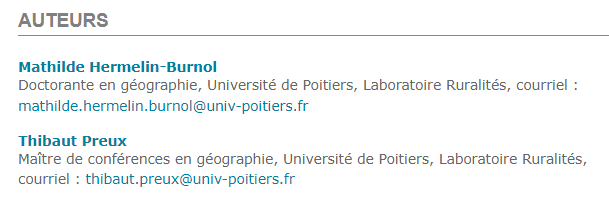 AUTEURS
Mathilde Hermelin-Burnol
Doctorante en géographie, Université de Poitiers, Laboratoire Ruralités, courriel :
mathilde.hermelin.burnol@univ-poitiers.fr
Thibaut Preux
Maître de conférences en géographie, Université de Poitiers, Laboratoire Ruralités,
courriel : thibaut.preux@univ-poitiers.fr